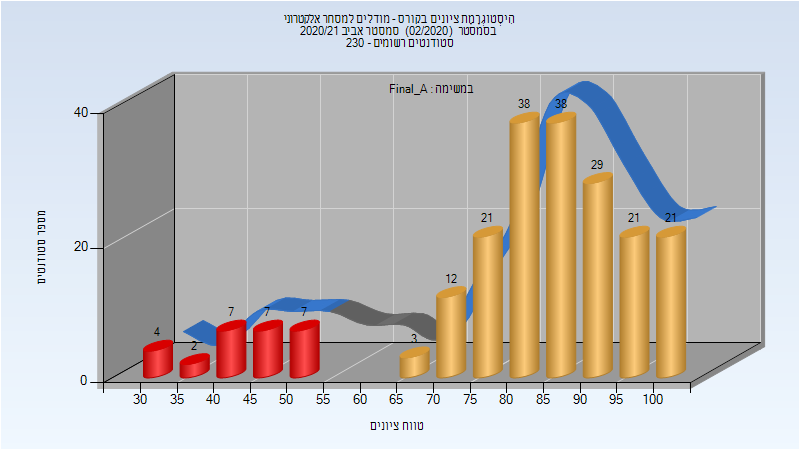 היסטוגרמת ציונים בקורס - מודלים למסחר אלקטרוני
בסמסטר (02/2020) סמסטר אביב 2020/21
סטודנטים רשומים - 230
במשימה : Final_A
מספר סטודנטים
40
20
0
4
2
7
7
7
3
12
21
38
38
29
21
21
30 35 40 45 50 55 60 65 70 75 80 85 90 95 100
טווח ציונים